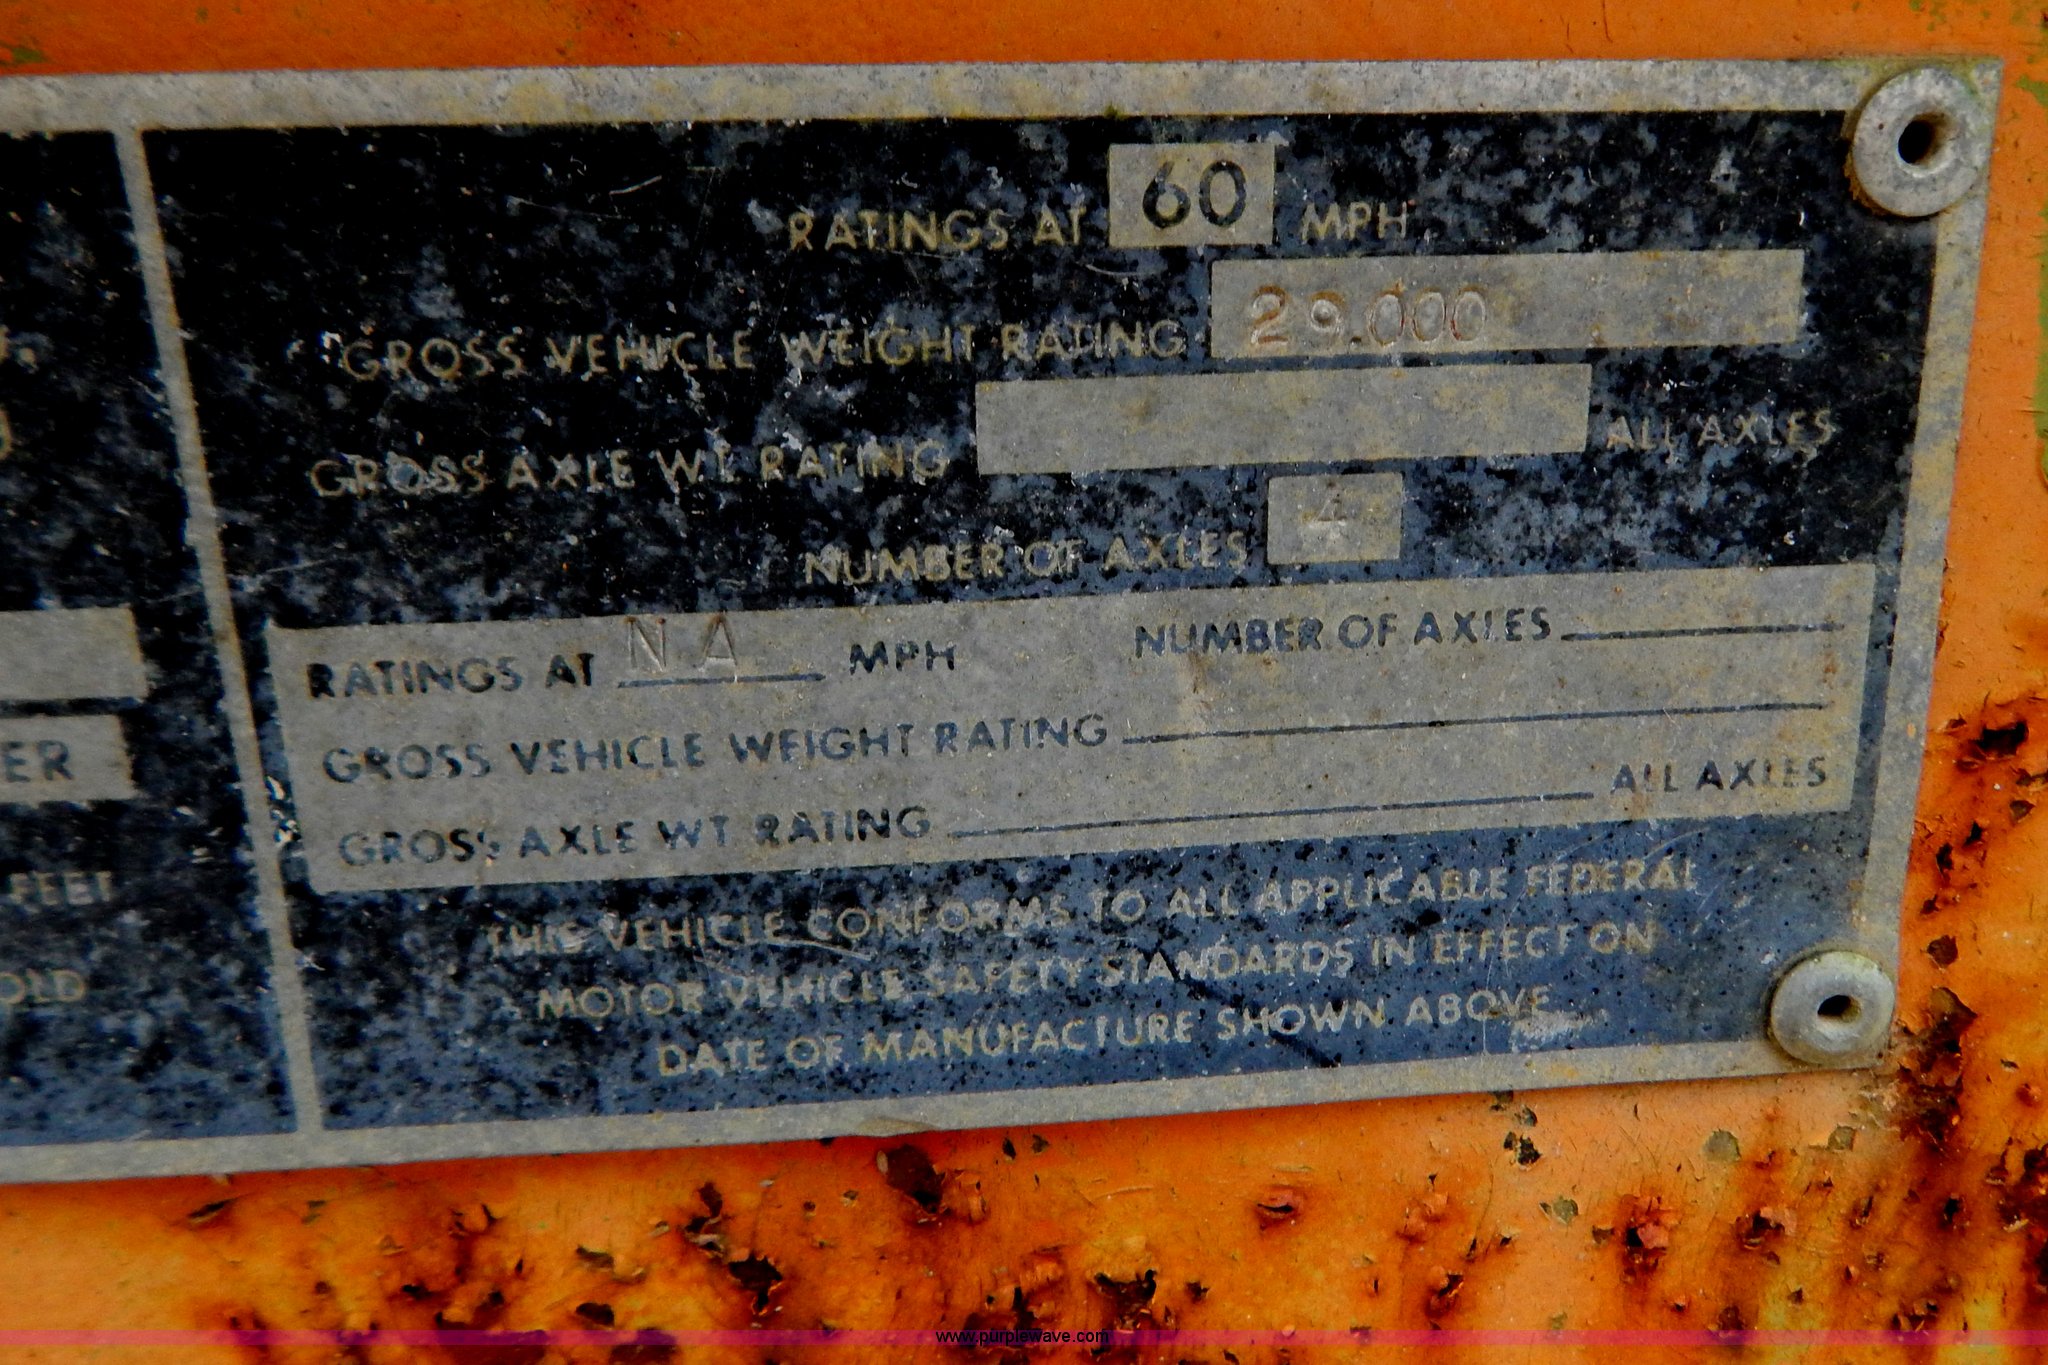 RATINGS AT 60 MPH
GROSS VEHICLE WEIGHT RATING 29.000
GROSS AXLE WT. RATING ALL AXLES
NUMBER OF AXLES 4
RATINGS AT NA MPH NUMBER OF AXLES
GROSS VEHICLE WEIGHT RATING
GROSS AXLE WT RATING ALL AXLES
THIS VEHICLE CONFORMS TO ALL APPLICABLE FEDERAL
MOTOR VEHICLE SAFETY STANDARDS IN EFFECT ON
DATE OF MANUFACTURE SHOWN ABOVE
ER
FEET
OLD
www.purplewave.com